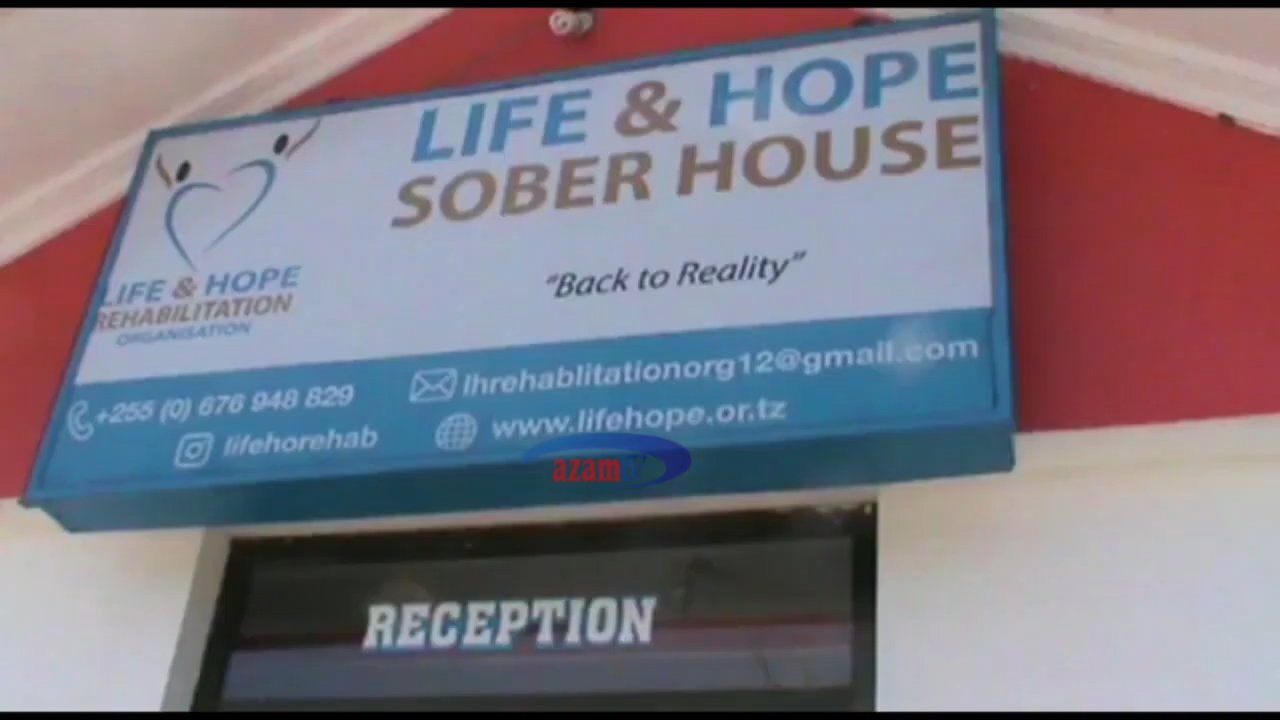 LIFE & HOPE
SOBER HOUSE
"Back to Reality"
LIFE & HOPE
REHABILITATION
ORGANISATION
+255 (0) 676 948 829
lhrehablitationorg12@gmail.com
lifehorehab
www.lifehope.or.tz
azam TV
RECEPTION